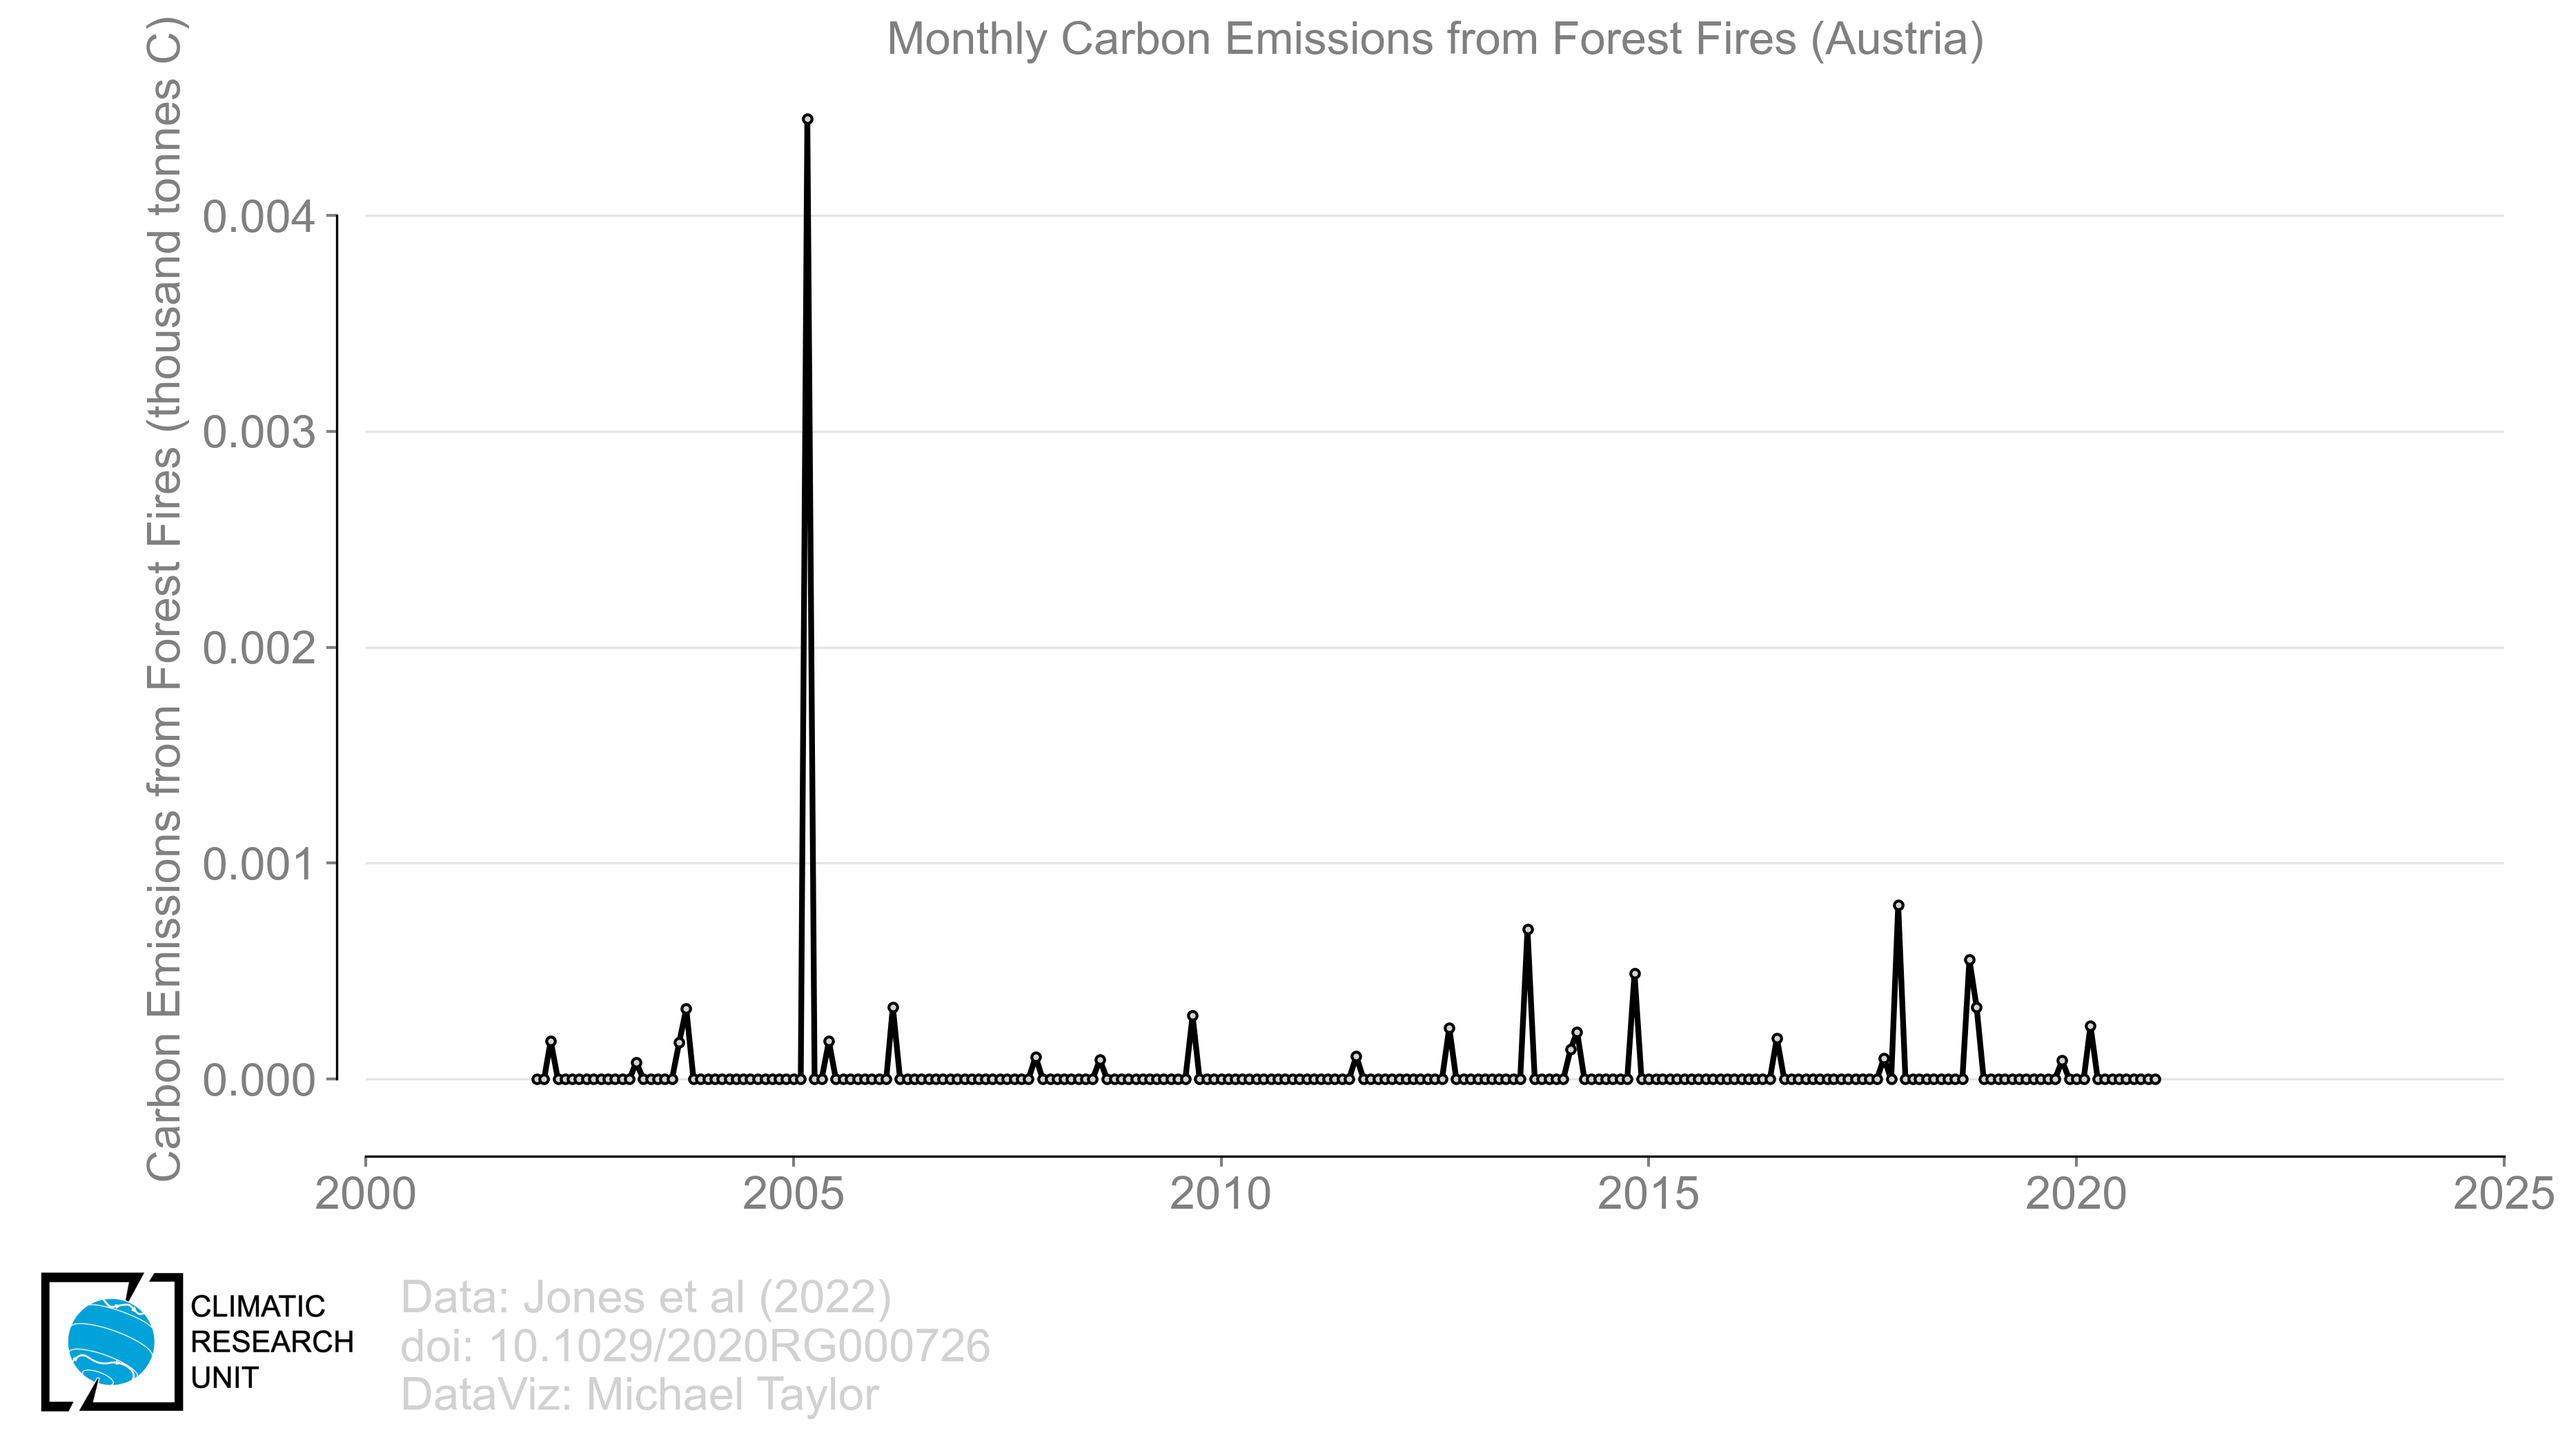 Monthly Carbon Emissions from Forest Fires (Austria)
Carbon Emissions from Forest Fires (thousand tonnes C)
0.004
0.003
0.002
0.001
0.000
2000
2005
2010
2015
2020
2025
CLIMATIC
RESEARCH
UNIT
Data: Jones et al (2022)
doi: 10.1029/2020RG000726
DataViz: Michael Taylor